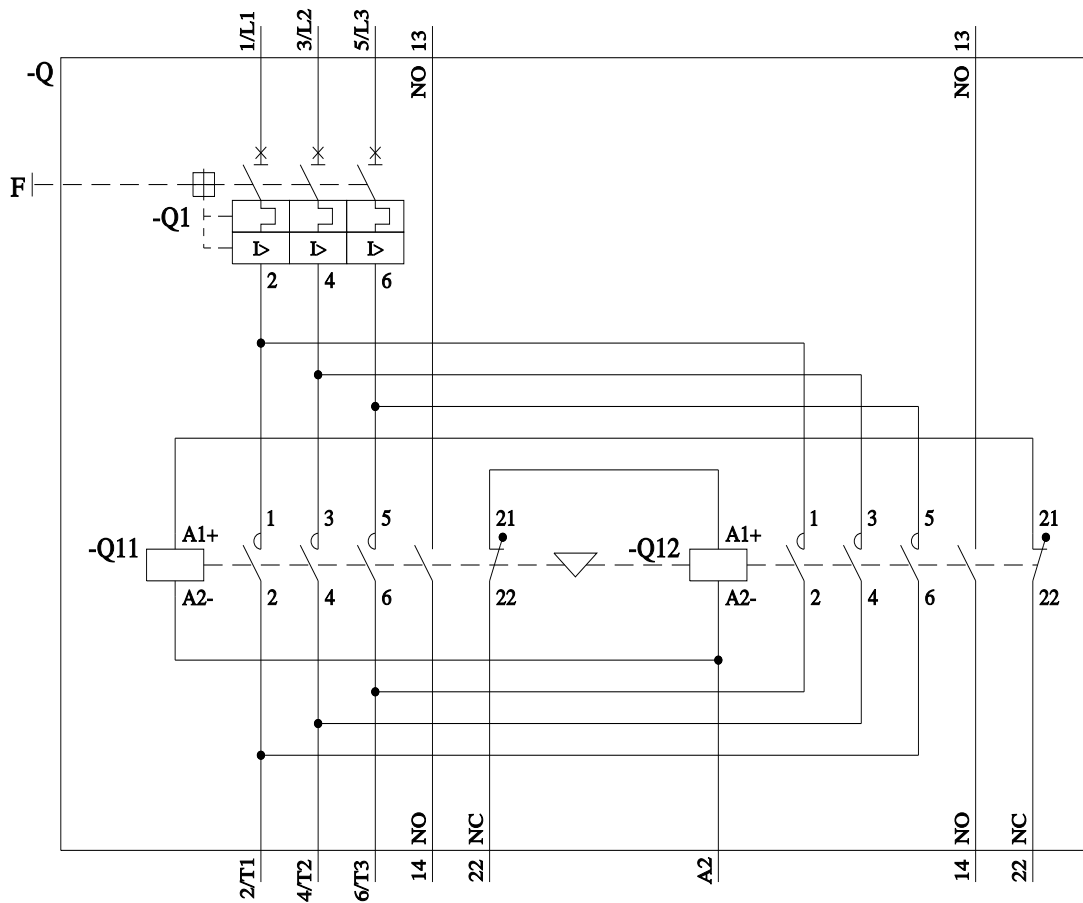 1/L1 3/L2 5/L3 13 13
-Q NO NO
F
-Q1
I> I> I>
2 4 6
1 3 5 21 1 3 5 21
-Q11 A1+ -Q12 A1+
A2- 2 4 6 22 A2- 2 4 6 22
NO NC NO NC
2/T1 4/T2 6/T3 14 22 A2 14 22